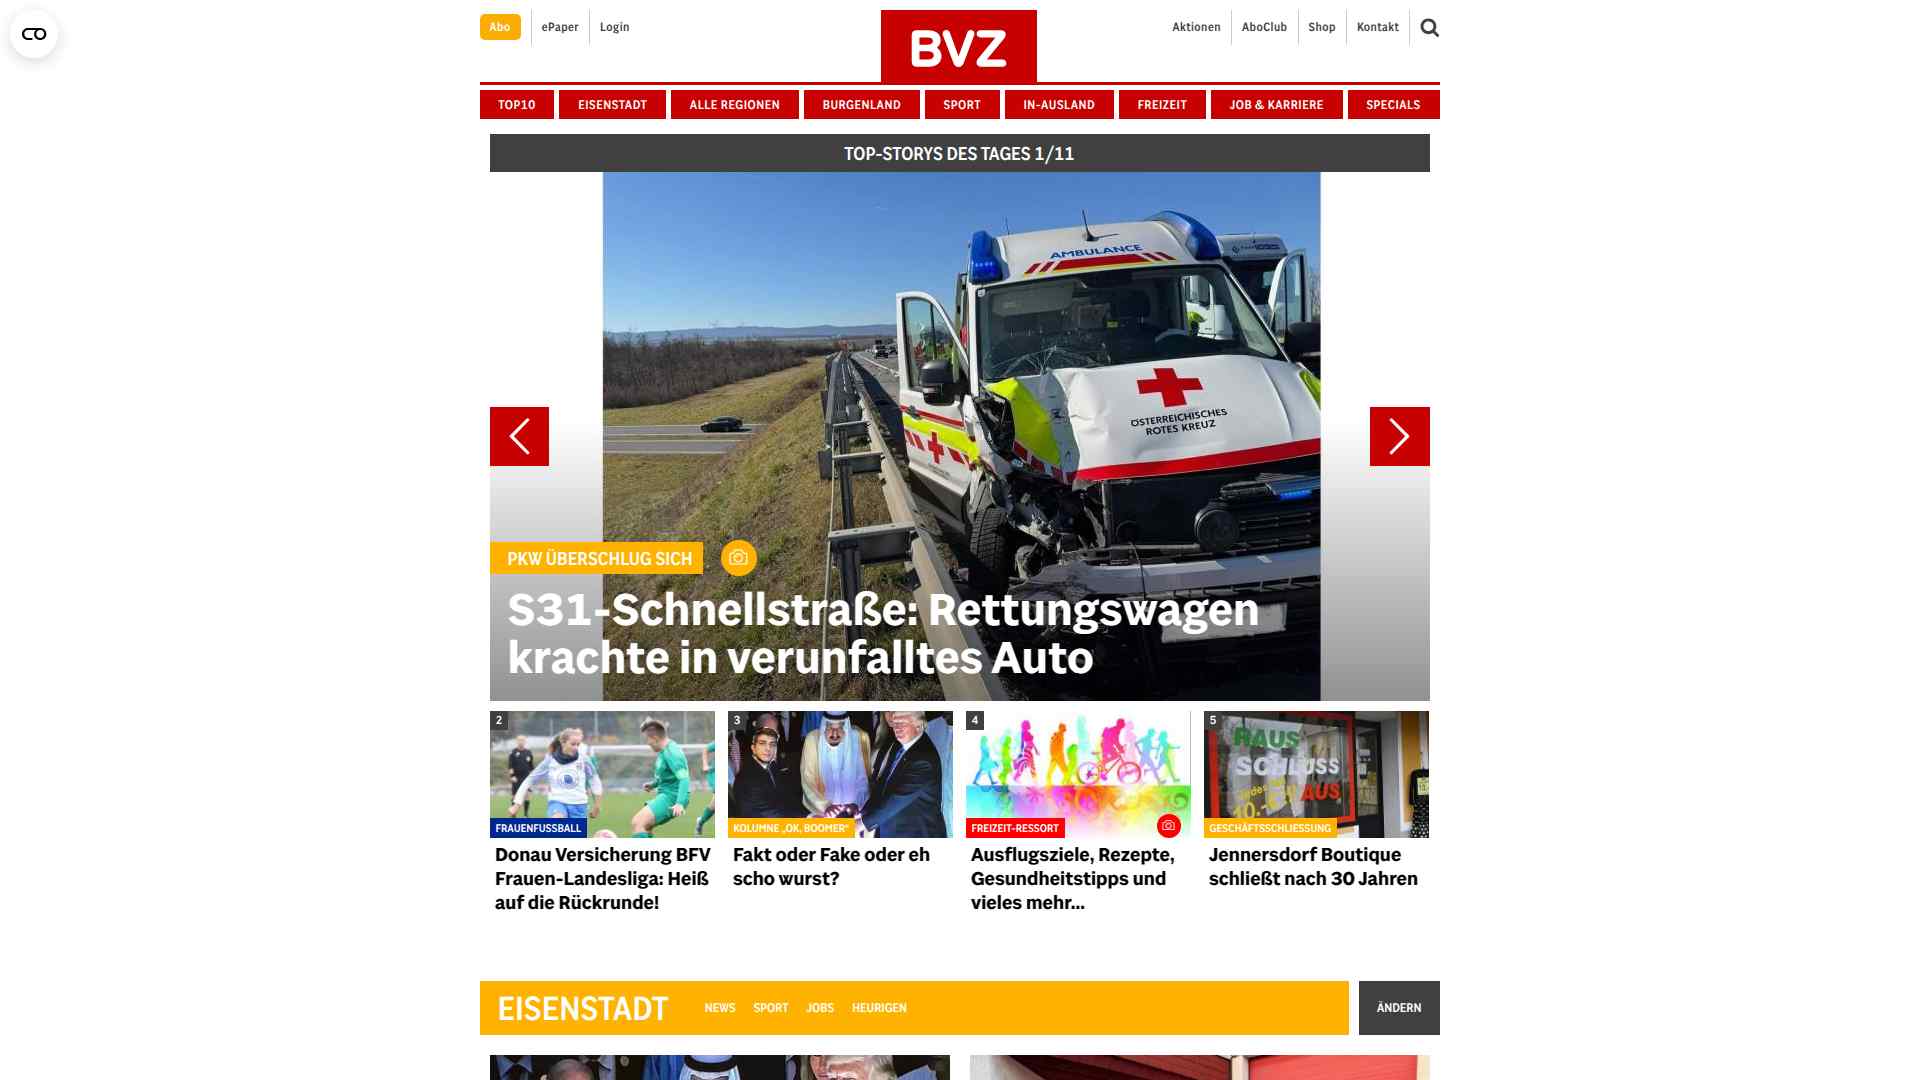 Abo
ePaper
Login
BVZ
Aktionen
AboClub
Shop
Kontakt
TOP10
EISENSTADT
ALLE REGIONEN
BURGENLAND
SPORT
IN-AUSLAND
FREIZEIT
JOB & KARRIERE
SPECIALS
TOP-STORYS DES TAGES 1/11
AMBULANCE
ÖSTERREICHISCHES
ROTES KREUZ
PKW ÜBERSCHLUG SICH
S31-Schnellstraße: Rettungswagen
krachte in verunfalltes Auto
2
FRAUENFUSSBALL
Donau Versicherung BFV
Frauen-Landesliga: Heiß
auf die Rückrunde!
3
KOLUMNE „OK, BOOMER“
Fakt oder Fake oder eh
scho wurst?
4
FREIZEIT-RESSORT
Ausflugsziele, Rezepte,
Gesundheitstipps und
vieles mehr...
5
RAUS
SCHLUSS
AUS
GESCHÄFTSSCHLIESSUNG
Jennersdorf Boutique
schließt nach 30 Jahren
EISENSTADT
NEWS
SPORT
JOBS
HEURIGEN
ÄNDERN